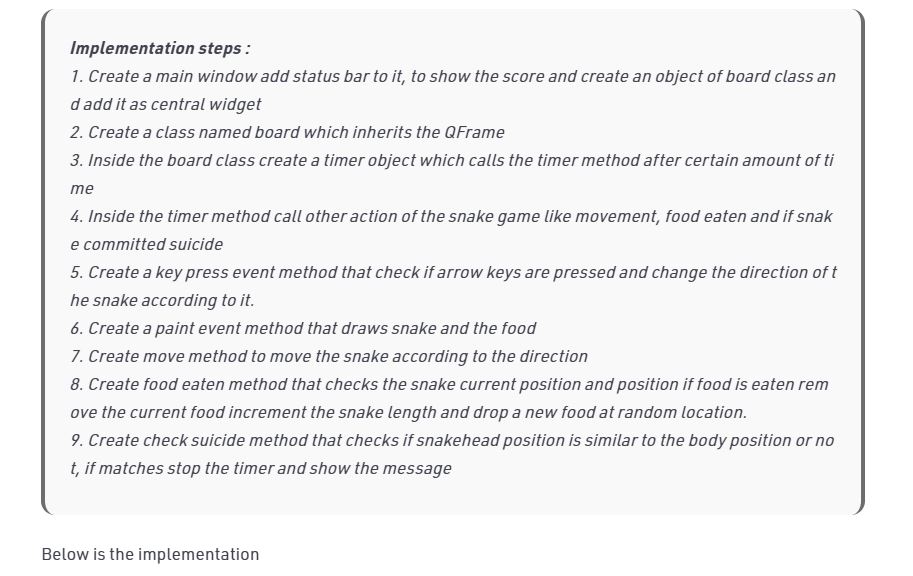 Implementation steps :
1. Create a main window add status bar to it, to show the score and create an object of board class an
d add it as central widget
2. Create a class named board which inherits the QFrame
3. Inside the board class create a timer object which calls the timer method after certain amount of ti
me
4. Inside the timer method call other action of the snake game like movement, food eaten and if snak
e committed suicide
5. Create a key press event method that check if arrow keys are pressed and change the direction of t
he snake according to it.
6. Create a paint event method that draws snake and the food
7. Create move method to move the snake according to the direction
8. Create food eaten method that checks the snake current position and position if food is eaten rem
ove the current food increment the snake length and drop a new food at random location.
9. Create check suicide method that checks if snakehead position is similar to the body position or no
t, if matches stop the timer and show the message
Below is the implementation